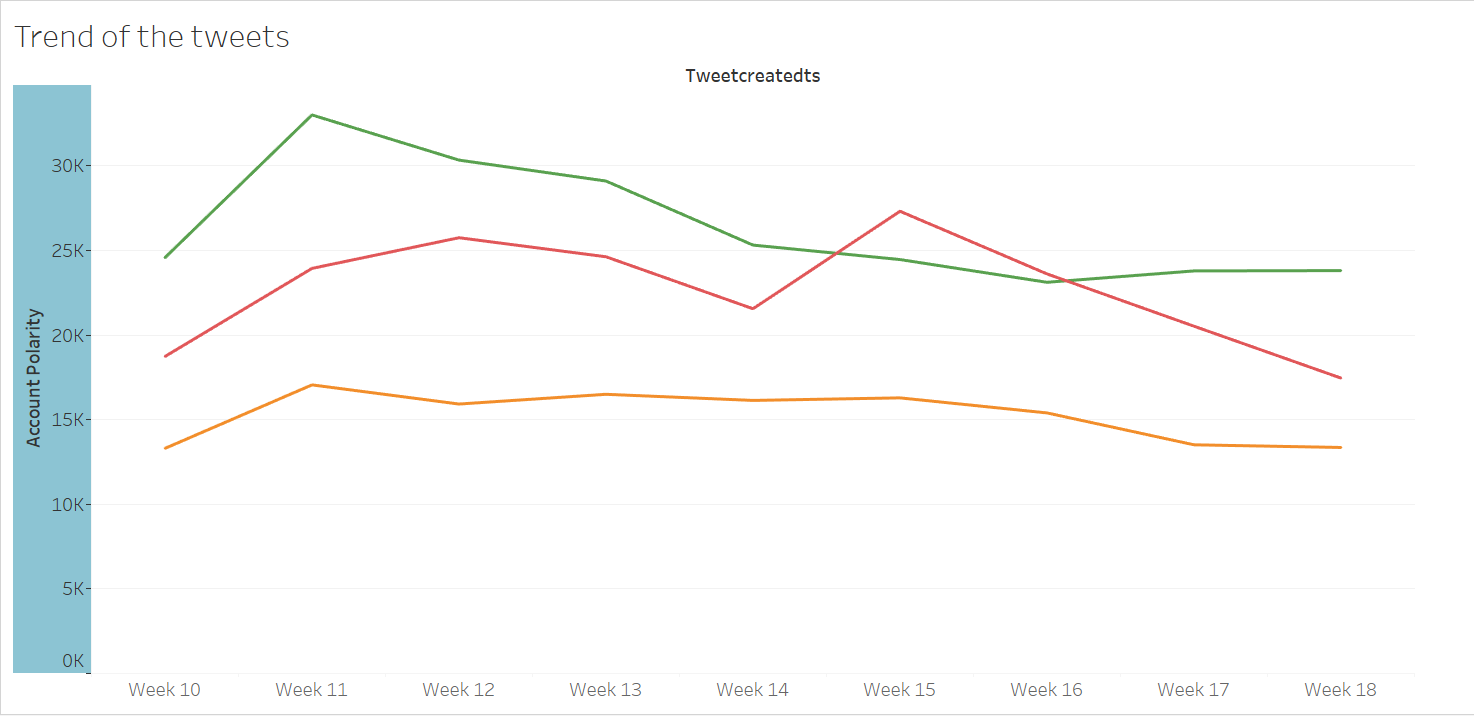 Trend of the tweets
Tweetcreatedts
Account Polarity
30K
25K
20K
15K
10K
5K
0K
Week 10
Week 11
Week 12
Week 13
Week 14
Week 15
Week 16
Week 17
Week 18